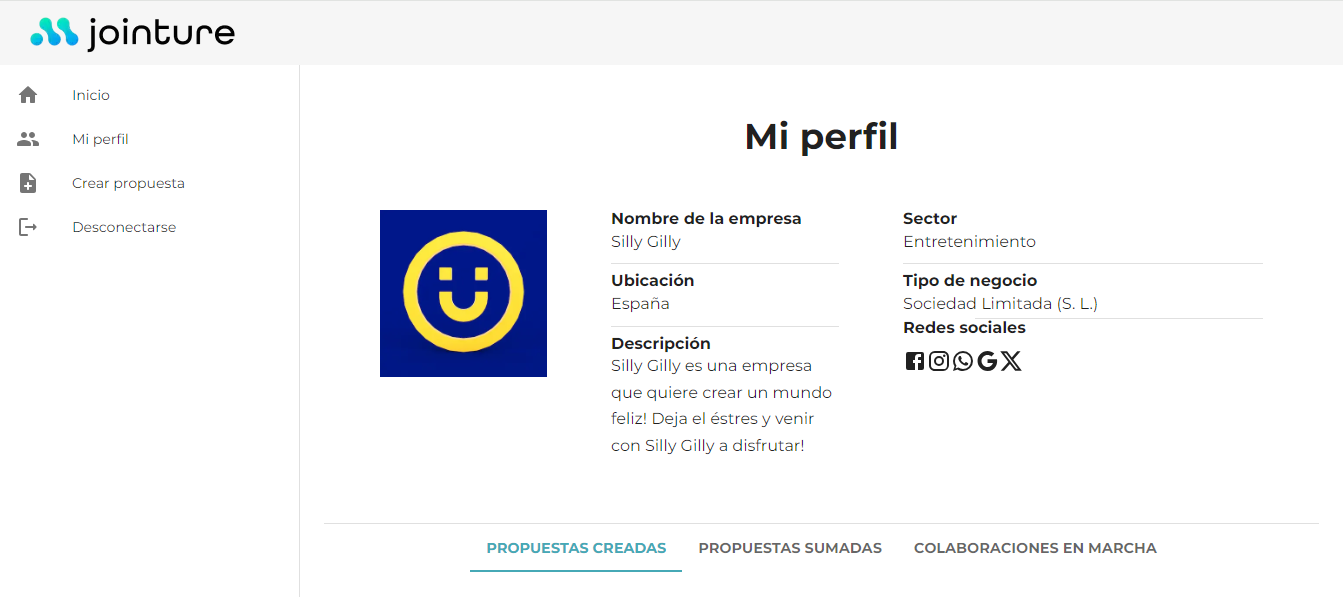 jointure
Inicio
Mi perfil
Crear propuesta
Desconectarse
Mi perfil
Nombre de la empresa
Silly Gilly
Ubicación
España
Descripción
Silly Gilly es una empresa
que quiere crear un mundo
feliz! Deja el éstres y venir
con Silly Gilly a disfrutar!
Sector
Entretenimiento
Tipo de negocio
Sociedad Limitada (S. L.)
Redes sociales
PROPUESTAS CREADAS
PROPUESTAS SUMADAS
COLABORACIONES EN MARCHA